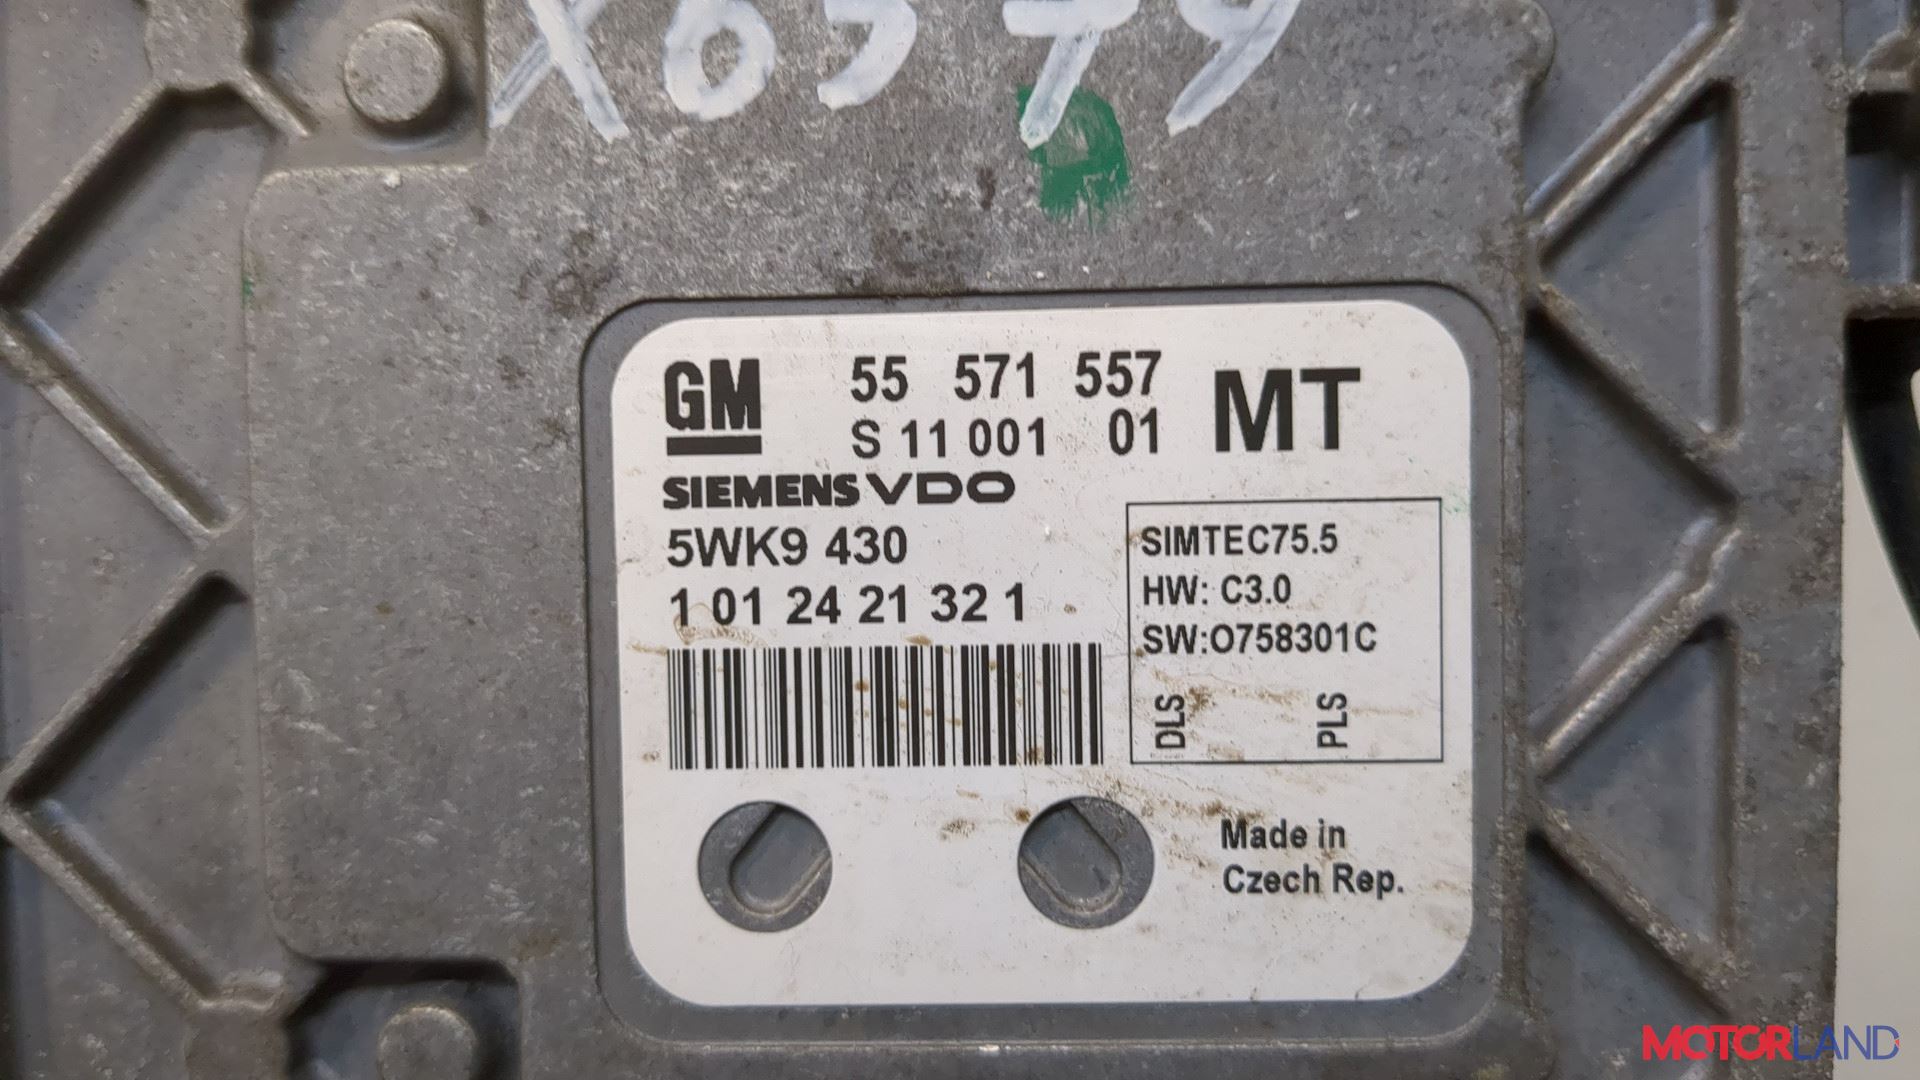 GM 55 571 557 MT
S 11 001 01
SIEMENS VDO
5WK9 430
1 01 24 21 32 1
SIMTEC75.5
HW: C3.0
SW:O758301C
DLS PLS
Made in
Czech Rep.
MOTORLAND